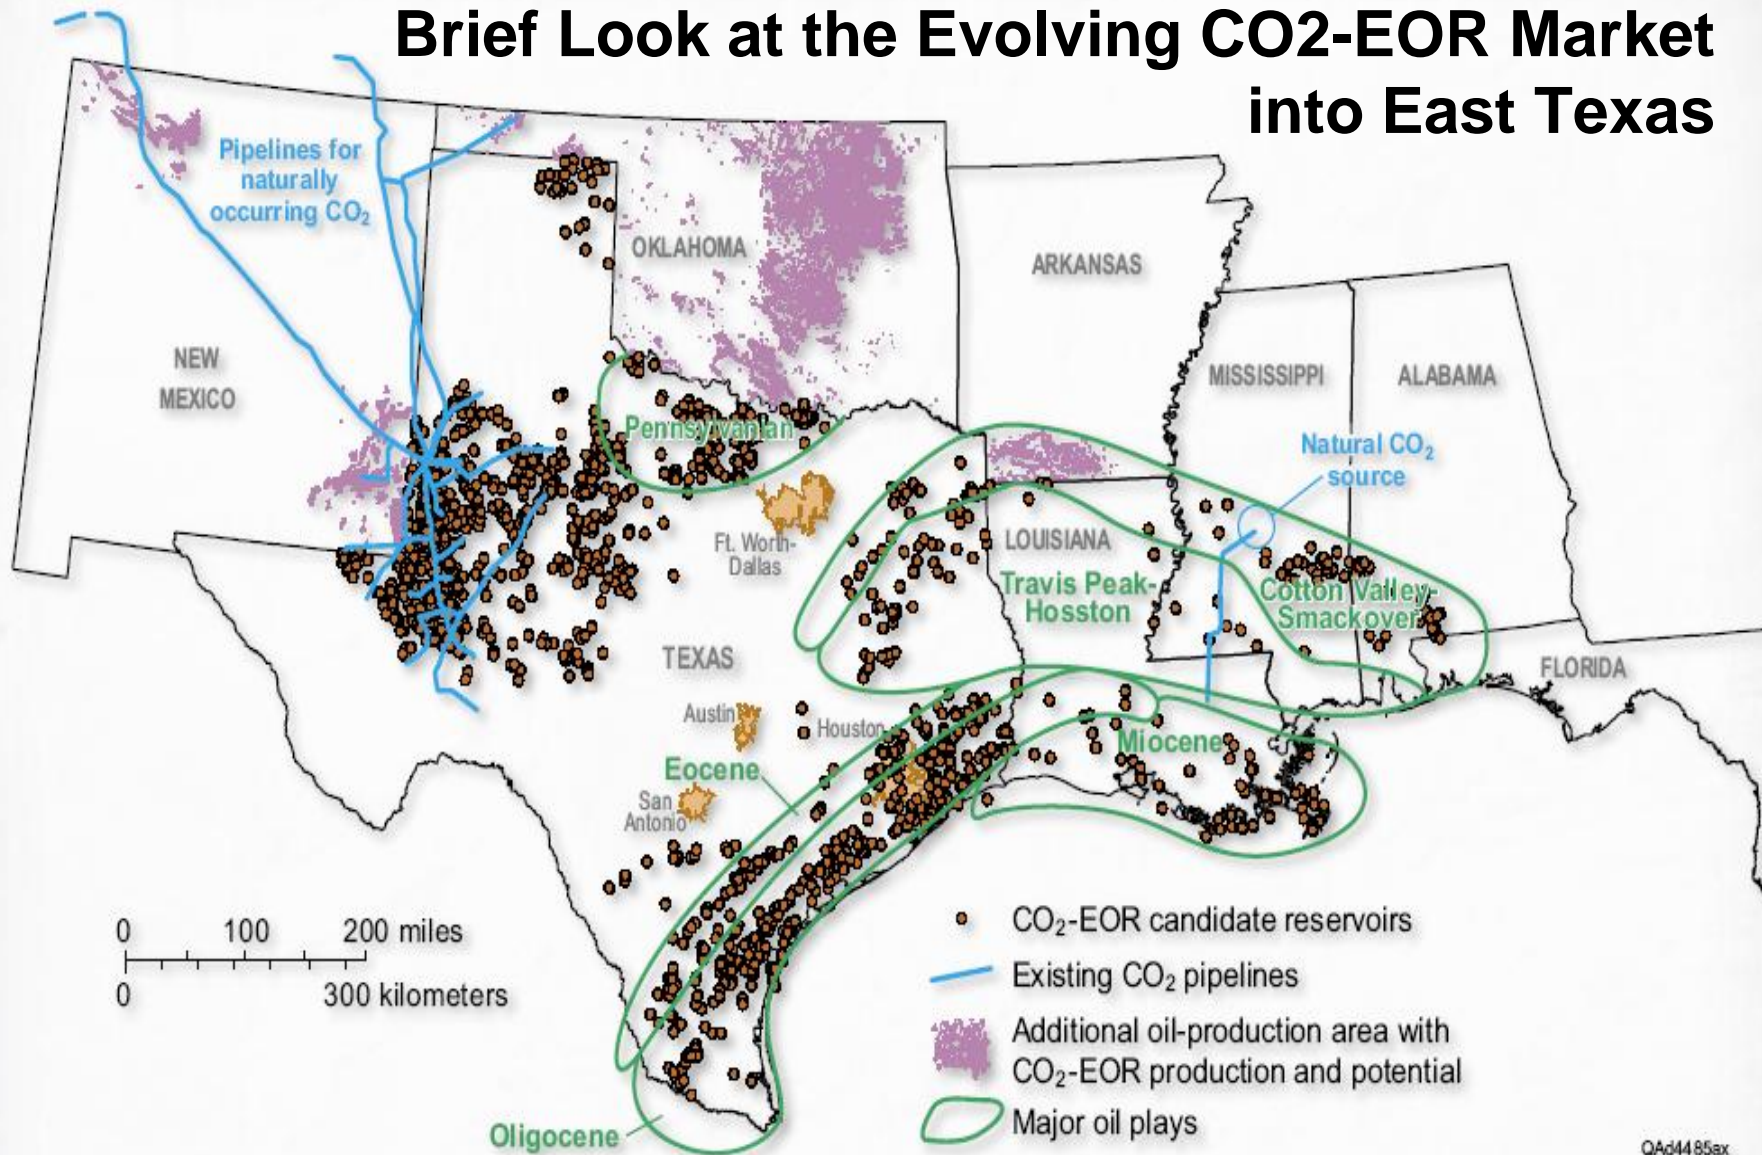 Brief Look at the Evolving CO2-EOR Market
into East Texas
Pipelines for
naturally
occurring CO₂
OKLAHOMA
ARKANSAS
NEW
MEXICO
MISSISSIPPI
ALABAMA
Pennsylvanian
Natural CO₂
source
Ft. Worth-
Dallas
LOUISIANA
Travis Peak-
Hosston
Cotton Valley-
Smackover
TEXAS
FLORIDA
Austin
Houston
Miocene
Eocene
San
Antonio
0 100 200 miles
0 300 kilometers
CO₂-EOR candidate reservoirs
Existing CO₂ pipelines
Additional oil-production area with
CO₂-EOR production and potential
Major oil plays
Oligocene
QAd4485ax